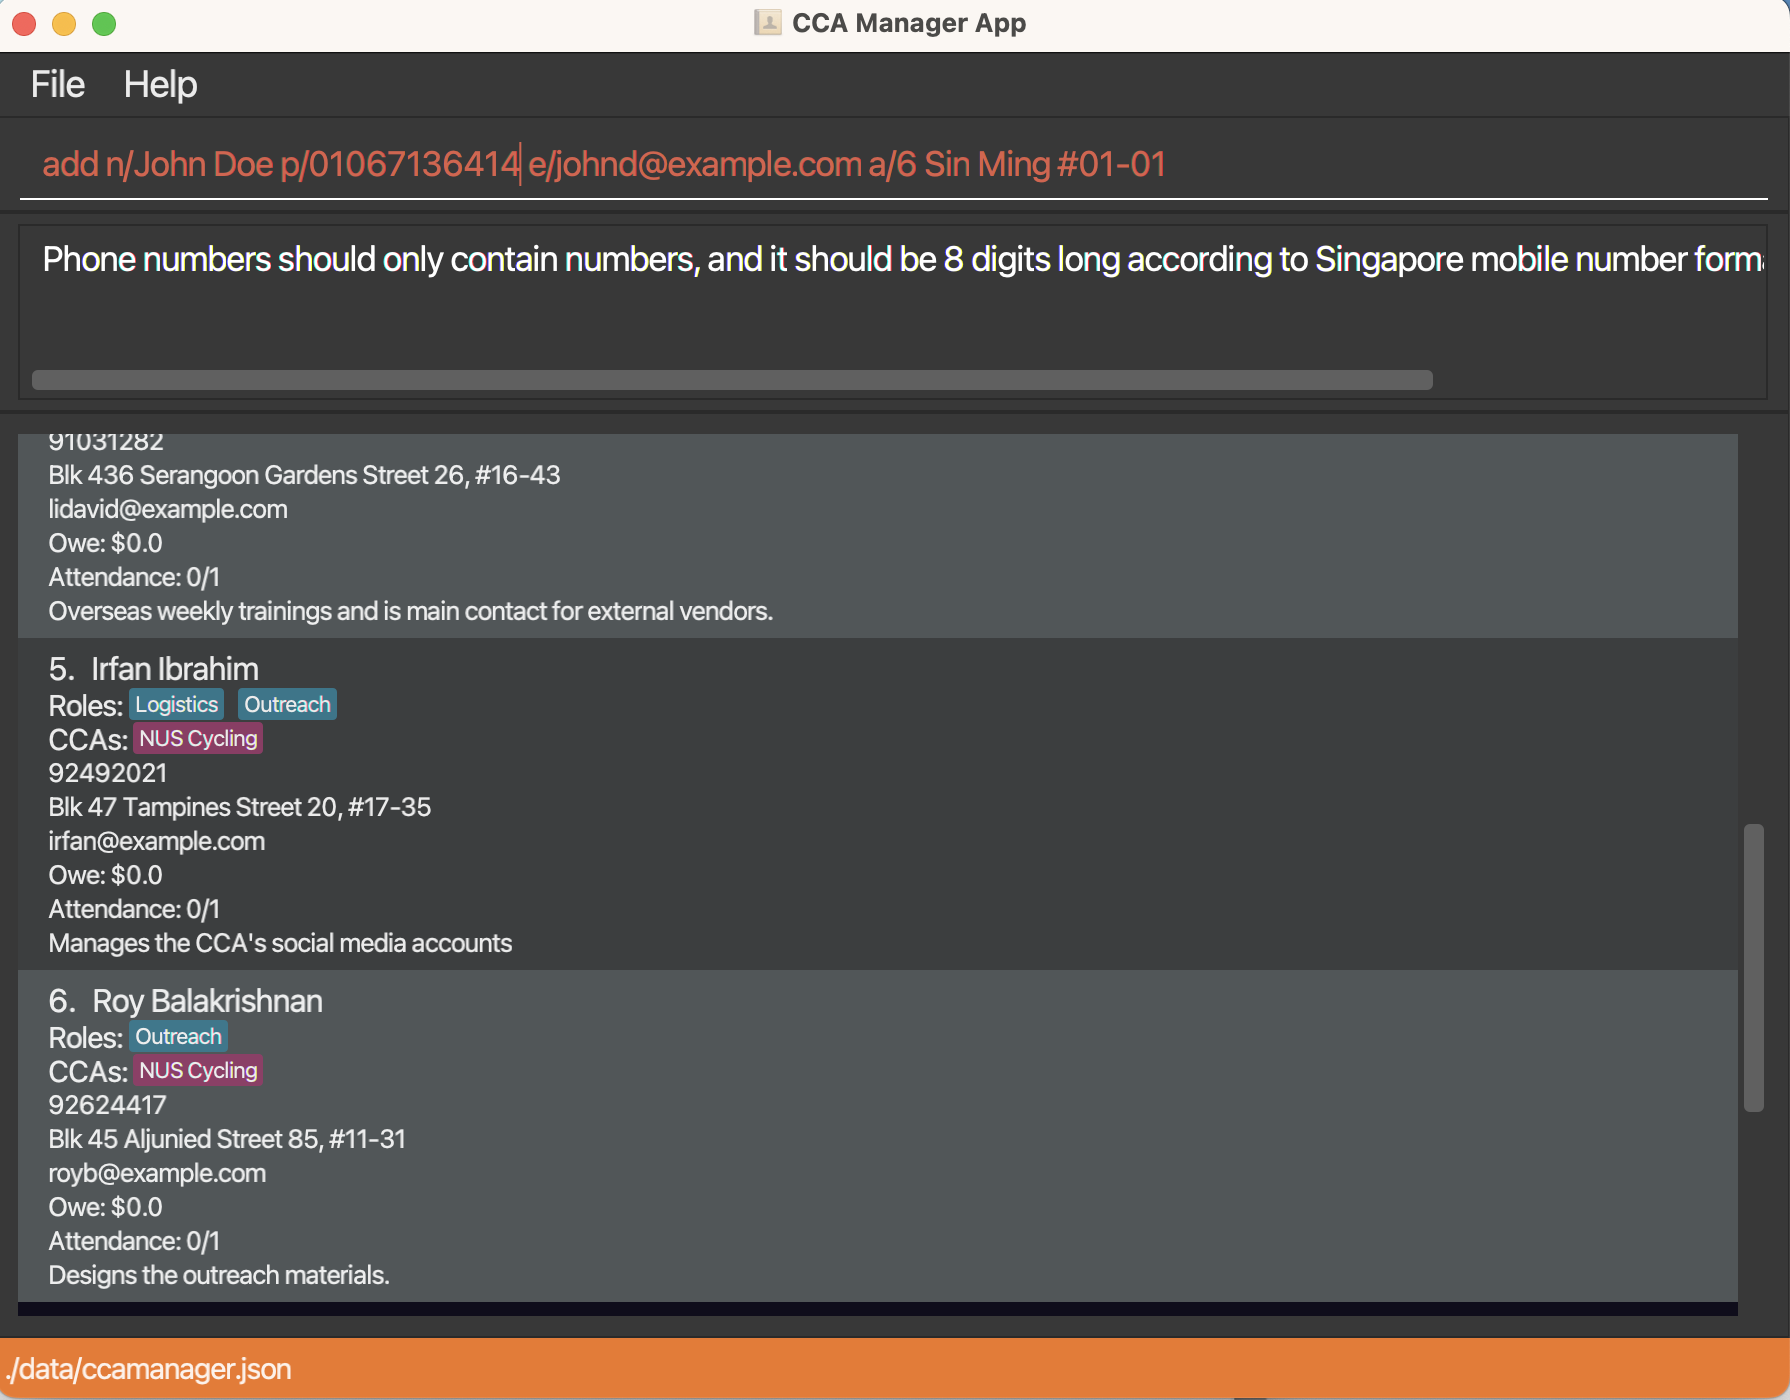 CCA Manager App
File Help
add n/John Doe p/01067136414 e/johnd@example.com a/6 Sin Ming #01-01
Phone numbers should only contain numbers, and it should be 8 digits long according to Singapore mobile number forma
91031282
Blk 436 Serangoon Gardens Street 26, #16-43
lidavid@example.com
Owe: $0.0
Attendance: 0/1
Overseas weekly trainings and is main contact for external vendors.
5. Irfan Ibrahim
Roles: Logistics Outreach
CCAs: NUS Cycling
92492021
Blk 47 Tampines Street 20, #17-35
irfan@example.com
Owe: $0.0
Attendance: 0/1
Manages the CCA's social media accounts
6. Roy Balakrishnan
Roles: Outreach
CCAs: NUS Cycling
92624417
Blk 45 Aljunied Street 85, #11-31
royb@example.com
Owe: $0.0
Attendance: 0/1
Designs the outreach materials.
./data/ccamanager.json